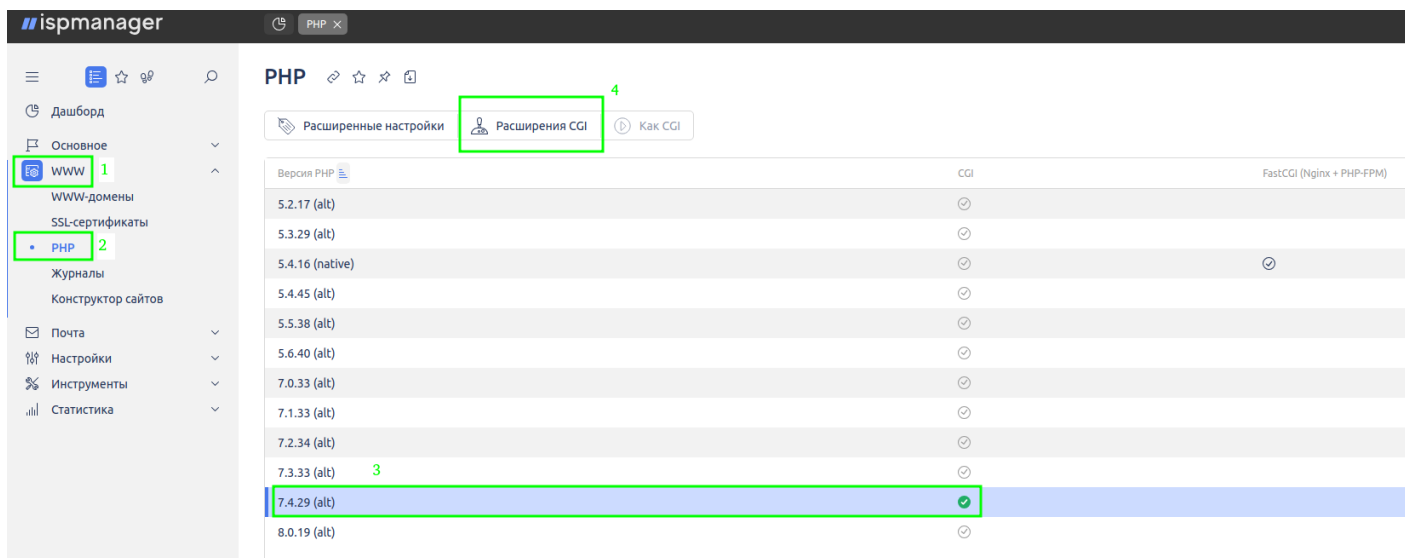 ispmanager
PHP
PHP
4
Дашборд
Расширенные настройки
Расширения CGI
Как CGI
Основное
WWW 1
Версия PHP
CGI
FastCGI (Nginx + PHP-FPM)
WWW-домены
5.2.17 (alt)
SSL-сертификаты
5.3.29 (alt)
PHP 2
5.4.16 (native)
Журналы
5.4.45 (alt)
Конструктор сайтов
5.5.38 (alt)
Почта
5.6.40 (alt)
Настройки
7.0.33 (alt)
Инструменты
7.1.33 (alt)
Статистика
7.2.34 (alt)
7.3.33 (alt) 3
7.4.29 (alt)
8.0.19 (alt)